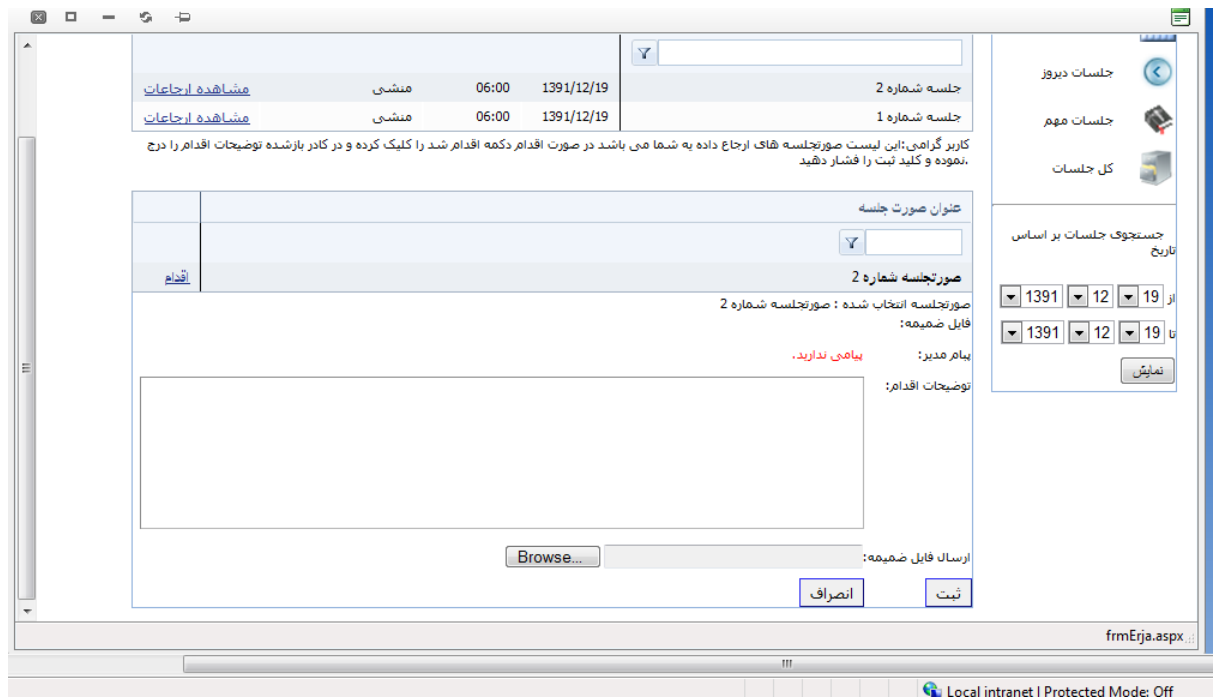 جلسات دیروز
جلسات مهم
کل جلسات
جستجوی جلسات بر اساس
تاریخ
از 19 12 1391
تا 19 12 1391
نمایش
جلسه شماره 2 1391/12/19 06:00 منشی مشاهده ارجاعات
جلسه شماره 1 1391/12/19 06:00 منشی مشاهده ارجاعات
کاربر گرامی:این لیست صورتجلسه های ارجاع داده به شما می باشد در صورت اقدام دکمه اقدام شد را کلیک کرده و در کادر بازشده توضیحات اقدام را درج
.نموده و کلید ثبت را فشار دهید
عنوان صورت جلسه
صورتجلسه شماره 2 اقدام
صورتجلسه انتخاب شده : صورتجلسه شماره 2
فایل ضمیمه:
پیام مدیر: پیامی ندارید.
توضیحات اقدام:
ارسال فایل ضمیمه: Browse...
ثبت انصراف
frmErja.aspx
Local intranet | Protected Mode: Off